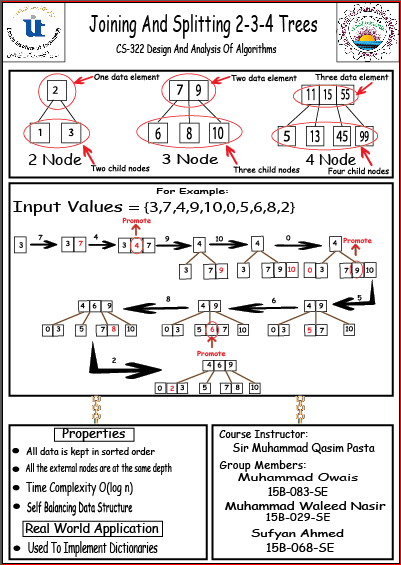 Joining And Splitting 2-3-4 Trees
CS-322 Design And Analysis Of Algorithms
One data element
Two data element
Three data element
2
7 9
11 15 55
1 3
6 8 10
5 13 45 99
2 Node
3 Node
4 Node
Two child nodes
Three child nodes
Four child nodes
For Example:
Input Values = {3,7,4,9,10,0,5,6,8,2}
Promote
Promote
3
7
3 7
4
3 4 7
9
4
3 7 9
10
4
3 7 9 10
0
4
0 3 7 9 10
5
4 9
0 3 5 7 10
6
4 9
0 3 5 6 7 10
Promote
8
4 6 9
0 3 5 7 8 10
2
4 6 9
0 2 3 5 7 8 10
Properties
All data is kept in sorted order
All the external nodes are at the same depth
Time Complexity O(log n)
Self Balancing Data Structure
Real World Application
Used To Implement Dictionaries
Course Instructor:
Sir Muhammad Qasim Pasta
Group Members:
Muhammad Owais
15B-083-SE
Muhammad Waleed Nasir
15B-029-SE
Sufyan Ahmed
15B-068-SE